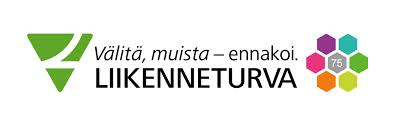 Välitä, muista – ennakoi.
LIIKENNETURVA
75